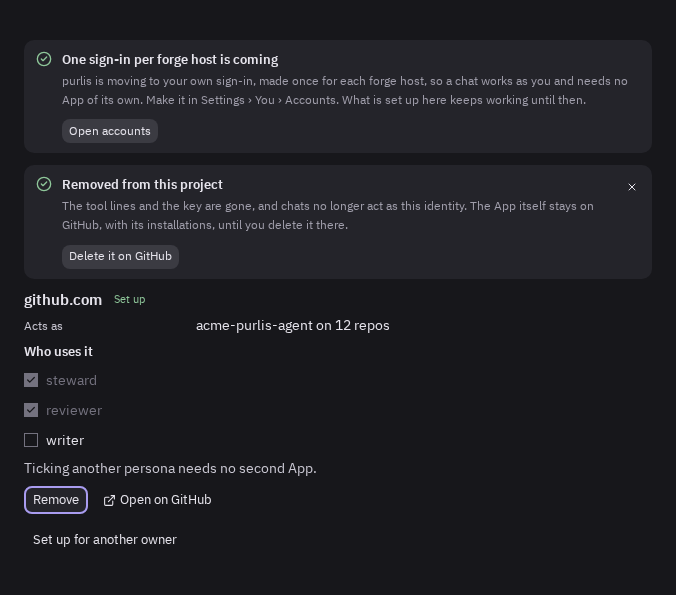 One sign-in per forge host is coming
purlis is moving to your own sign-in, made once for each forge host, so a chat works as you and needs no
App of its own. Make it in Settings › You › Accounts. What is set up here keeps working until then.
Open accounts
Removed from this project
The tool lines and the key are gone, and chats no longer act as this identity. The App itself stays on
GitHub, with its installations, until you delete it there.
Delete it on GitHub
github.com Set up
Acts as acme-purlis-agent on 12 repos
Who uses it
steward
reviewer
writer
Ticking another persona needs no second App.
Remove Open on GitHub
Set up for another owner